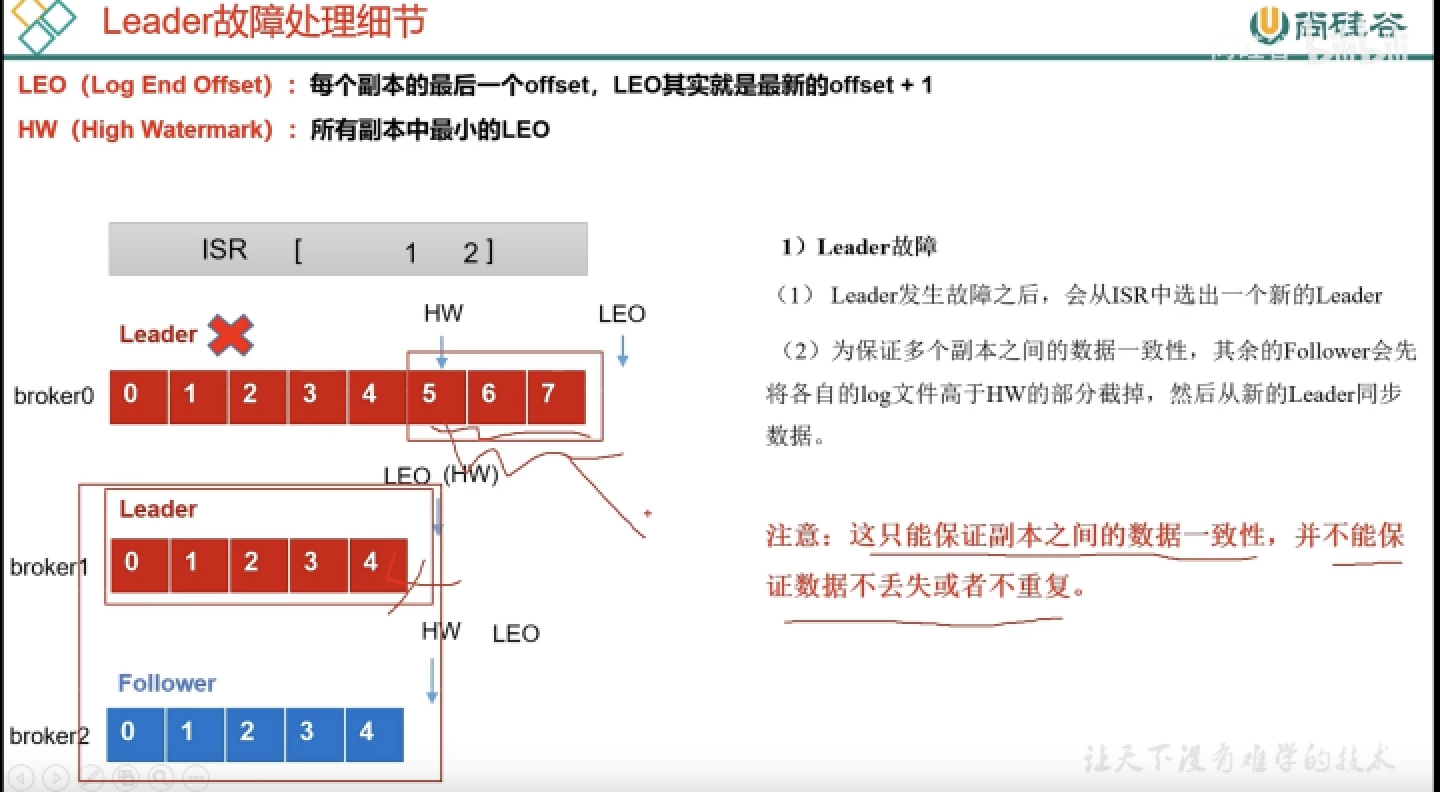 Leader故障处理细节
尚硅谷
LEO（Log End Offset）：每个副本的最后一个offset，LEO其实就是最新的offset + 1
HW（High Watermark）：所有副本中最小的LEO
ISR [ 1 2 ]
HW LEO
Leader
broker0 0 1 2 3 4 5 6 7
LEO (HW)
Leader
broker1 0 1 2 3 4
HW LEO
Follower
broker2 0 1 2 3 4
1）Leader故障
（1） Leader发生故障之后，会从ISR中选出一个新的Leader
（2）为保证多个副本之间的数据一致性，其余的Follower会先
将各自的log文件高于HW的部分截掉，然后从新的Leader同步
数据。
注意：这只能保证副本之间的数据一致性，并不能保
证数据不丢失或者不重复。
让天下没有难学的技术